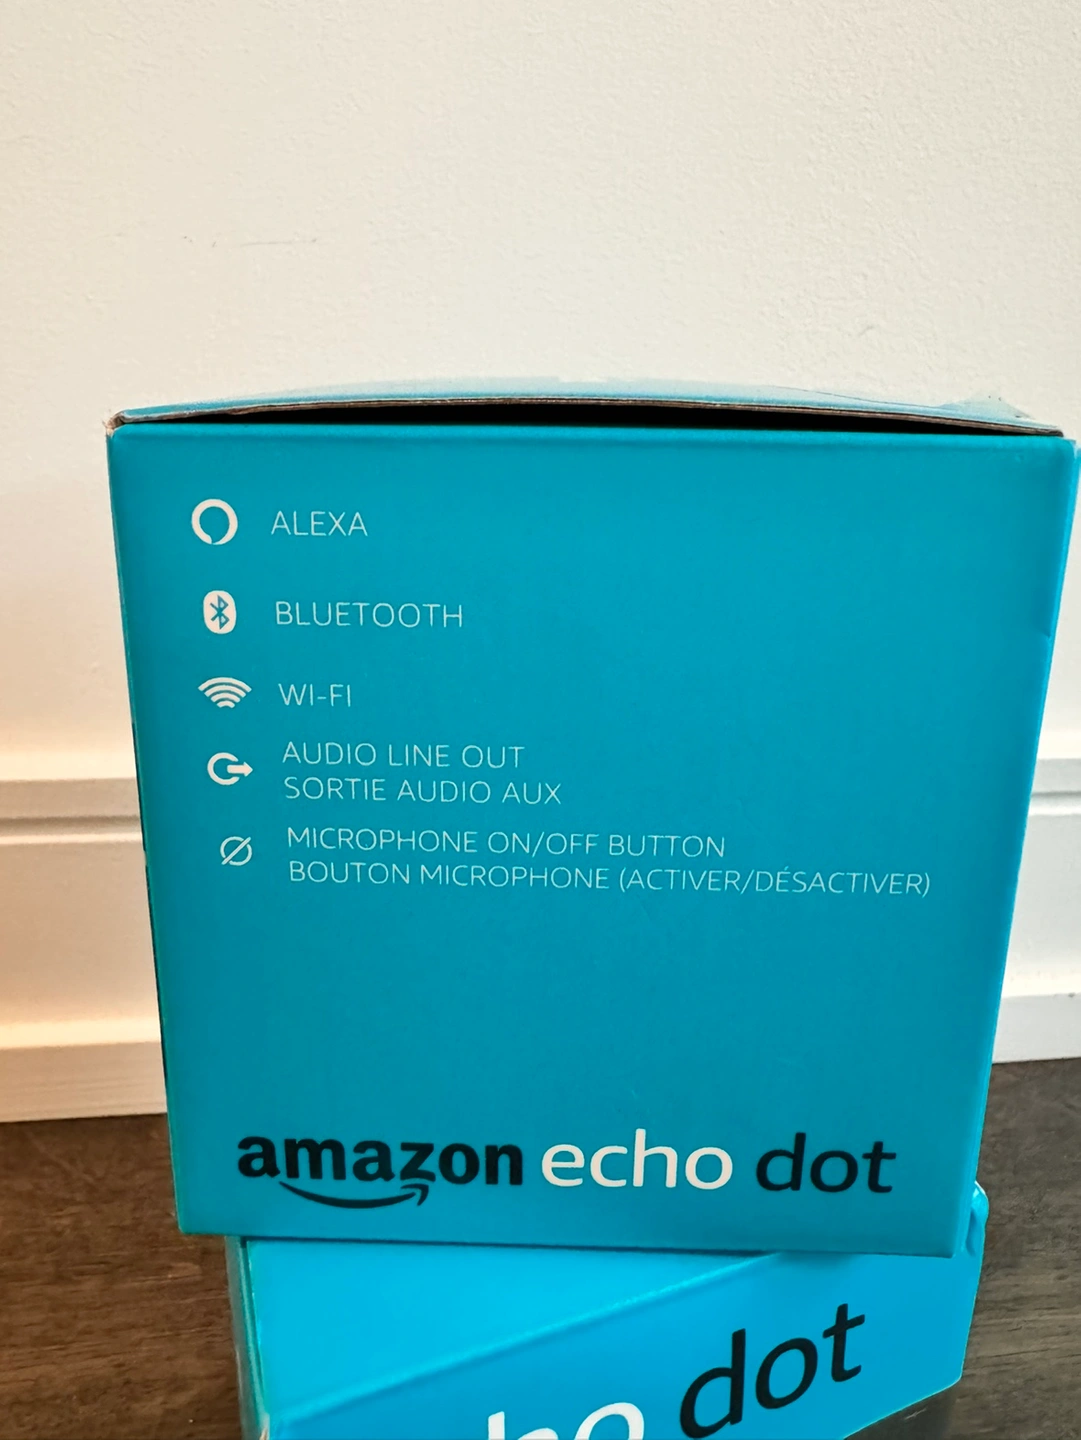 ALEXA
BLUETOOTH
WI-FI
AUDIO LINE OUT
SORTIE AUDIO AUX
MICROPHONE ON/OFF BUTTON
BOUTON MICROPHONE (ACTIVER/DÉSACTIVER)
amazon echo dot
ho dot